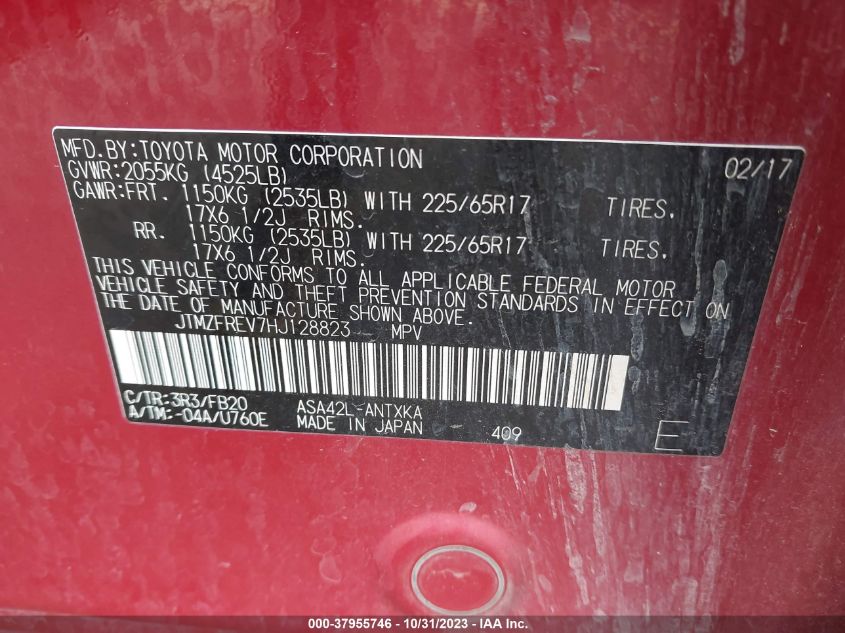 MFD.BY:TOYOTA MOTOR CORPORATION 02/17
GVWR:2055KG (4525LB)
GAWR:FRT. 1150KG (2535LB) WITH 225/65R17 TIRES.
17X6 1/2J RIMS.
RR. 1150KG (2535LB) WITH 225/65R17 TIRES.
17X6 1/2J RIMS.
THIS VEHICLE CONFORMS TO ALL APPLICABLE FEDERAL MOTOR
VEHICLE SAFETY AND THEFT PREVENTION STANDARDS IN EFFECT ON
THE DATE OF MANUFACTURE SHOWN ABOVE.
JTMZFREV7HJ128823 MPV
C/TR:3R3/FB20 ASA42L-ANTXKA
A/TM:-04A/U760E MADE IN JAPAN 409 E
000-37955746 - 10/31/2023 - IAA Inc.